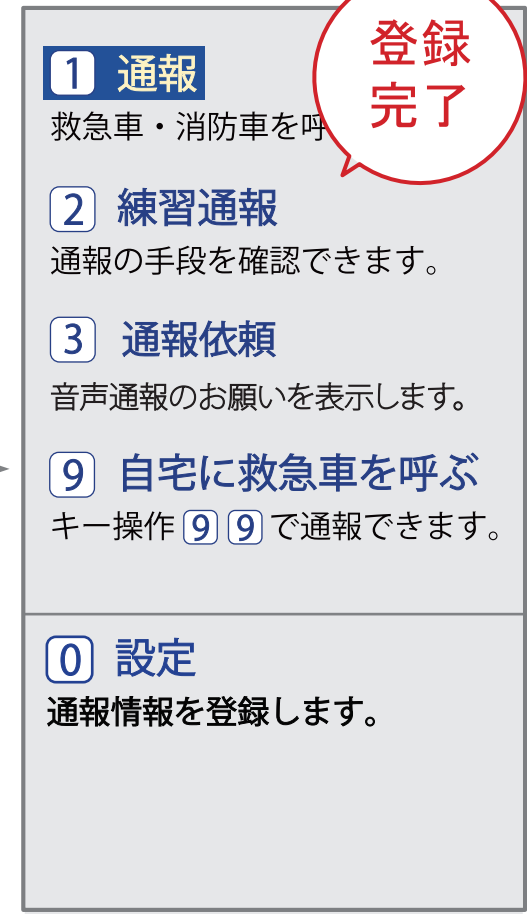 登録
完了
1 通報
救急車・消防車を呼
2 練習通報
通報の手段を確認できます。
3 通報依頼
音声通報のお願いを表示します。
9 自宅に救急車を呼ぶ
キー操作 9 9 で通報できます。
0 設定
通報情報を登録します。